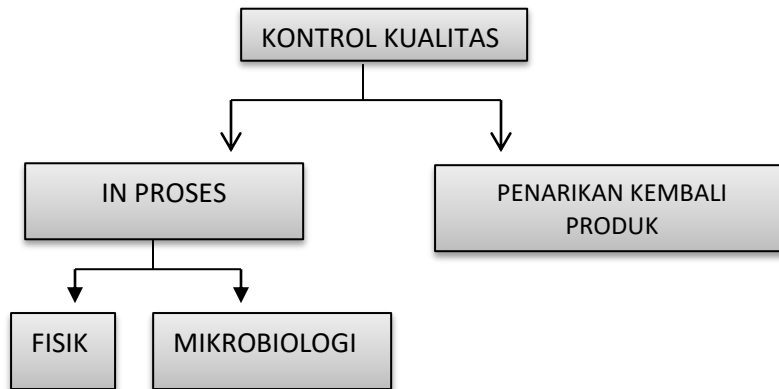 KONTROL KUALITAS
IN PROSES
PENARIKAN KEMBALI
PRODUK
FISIK
MIKROBIOLOGI